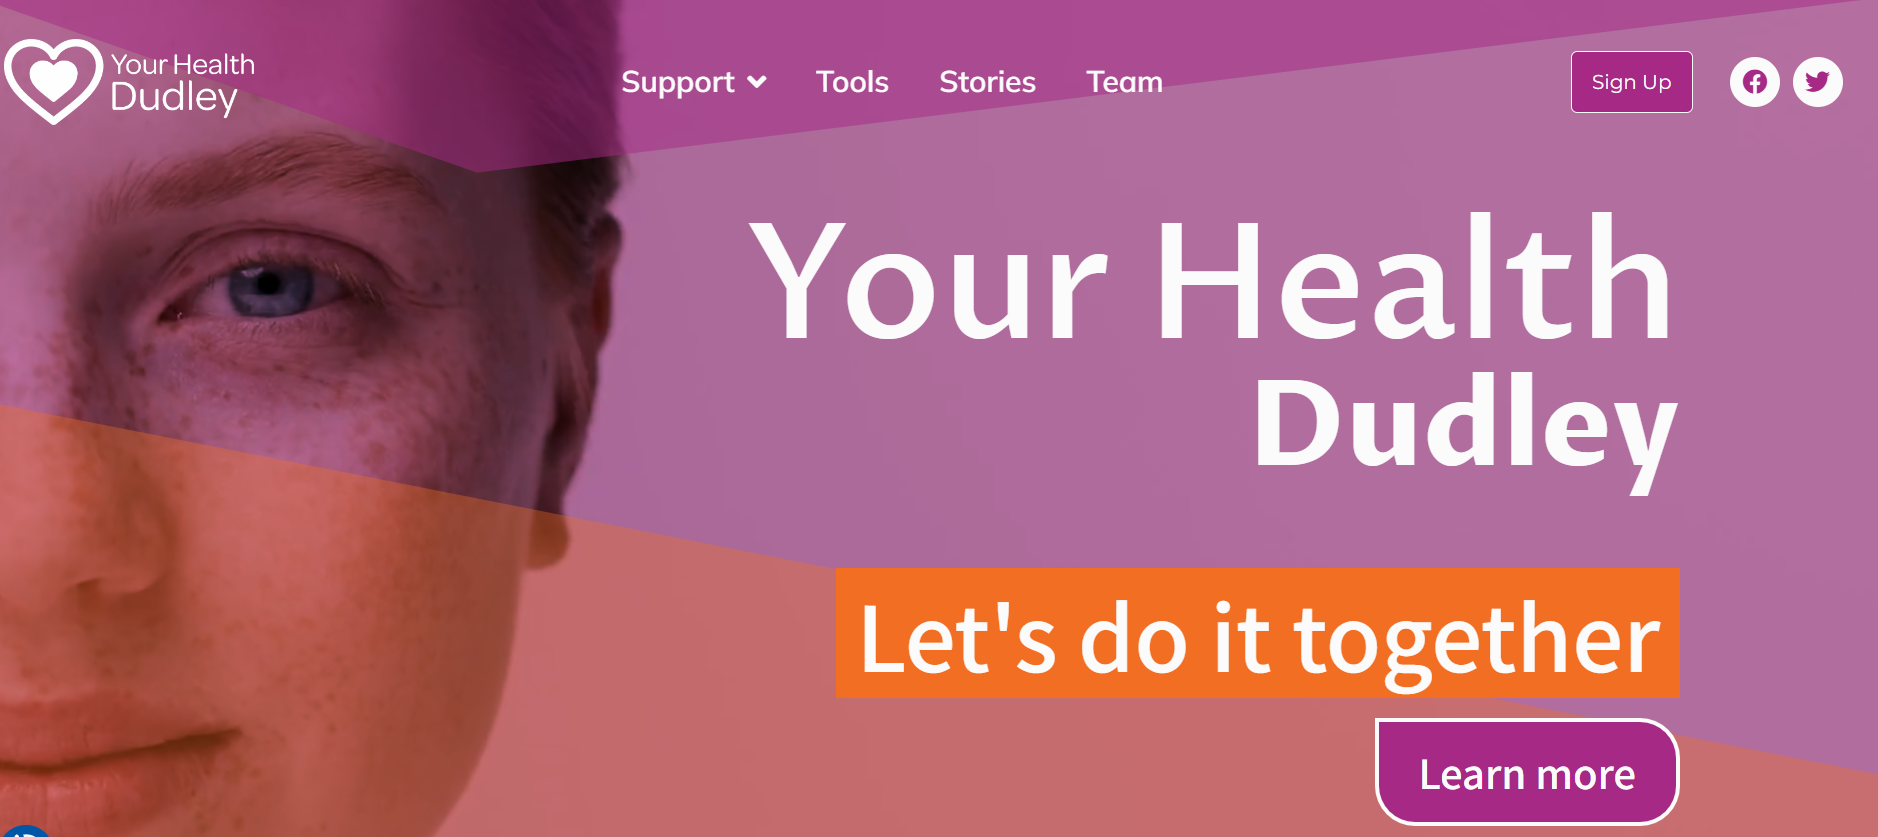 Your Health
Dudley
Support
Tools
Stories
Team
Sign Up
Your Health
Dudley
Let's do it together
Learn more